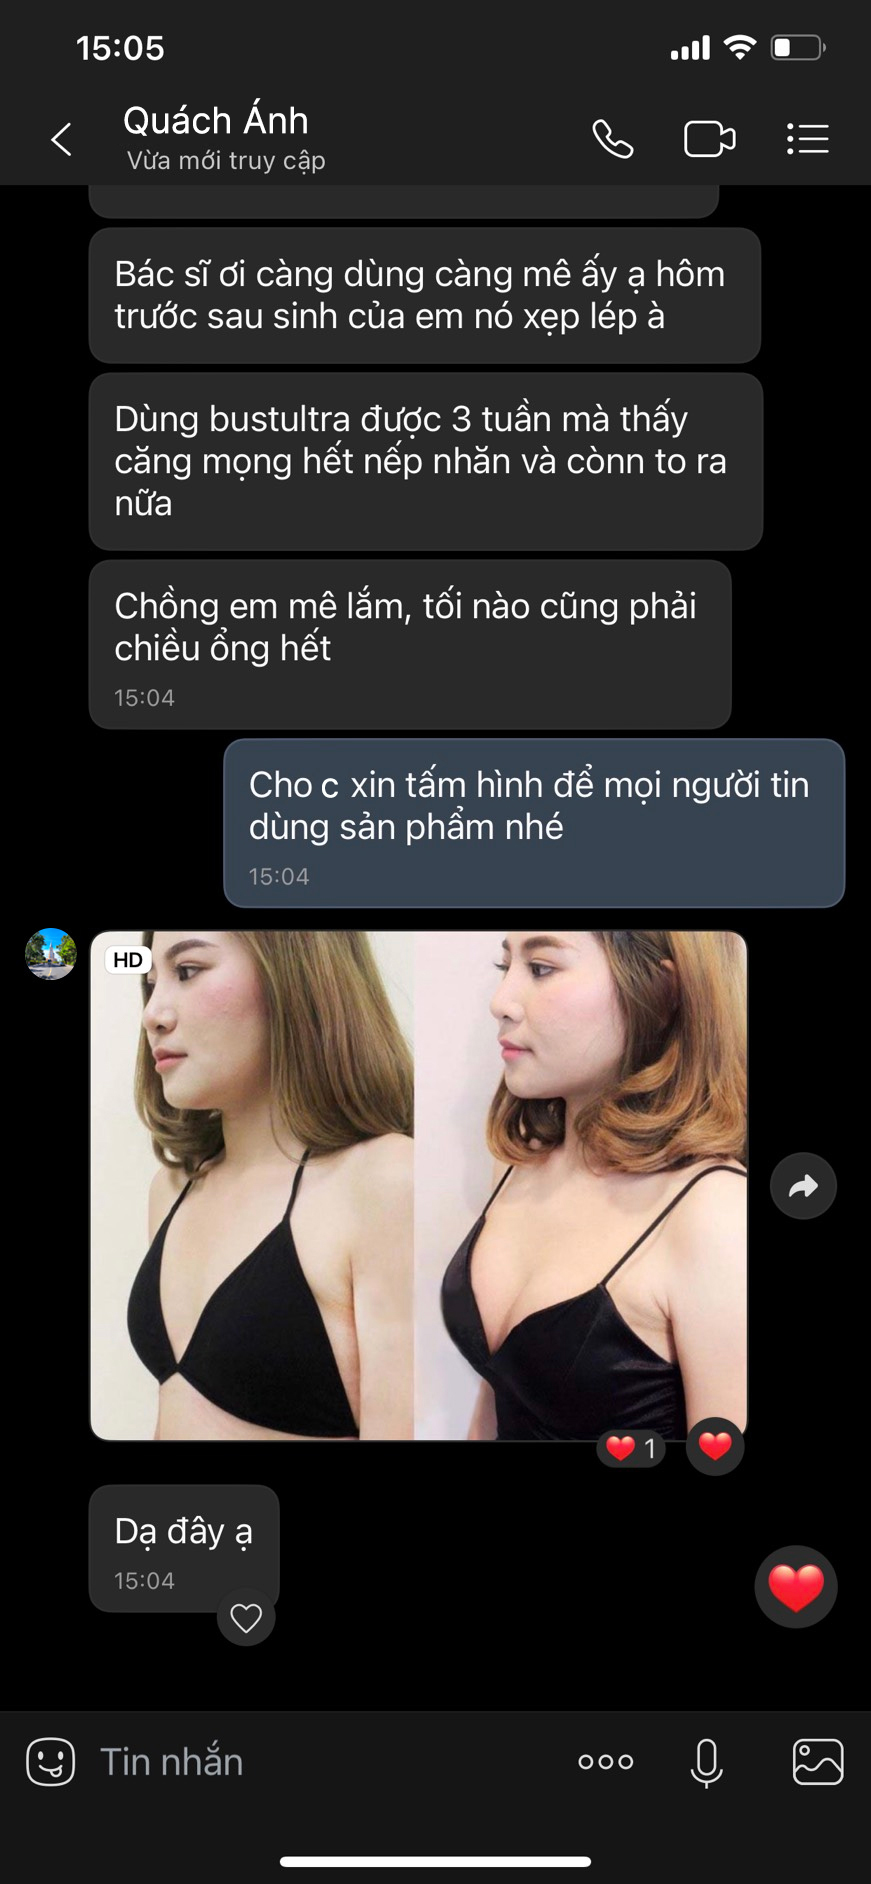 15:05
Quách Ánh
Vừa mới truy cập
Bác sĩ ơi càng dùng càng mê ấy ạ hôm
trước sau sinh của em nó xẹp lép à
Dùng bustultra được 3 tuần mà thấy
căng mọng hết nếp nhăn và cònn to ra
nữa
Chồng em mê lắm, tối nào cũng phải
chiều ổng hết
15:04
Cho c xin tấm hình để mọi người tin
dùng sản phẩm nhé
15:04
HD
1
Dạ đây ạ
15:04
Tin nhắn